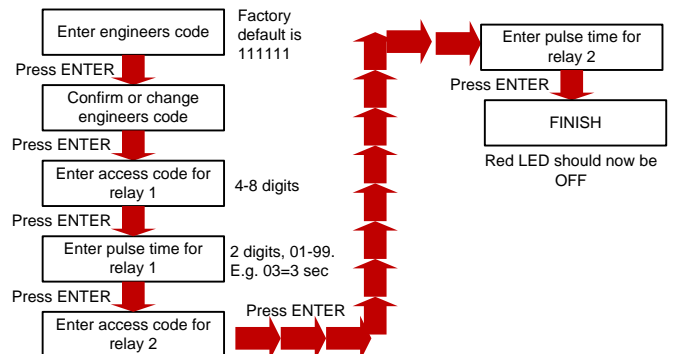 Enter engineers code
Factory
default is
111111
Press ENTER
Confirm or change
engineers code
Press ENTER
Enter access code for
relay 1
4-8 digits
Press ENTER
Enter pulse time for
relay 1
2 digits, 01-99.
E.g. 03=3 sec
Press ENTER
Enter access code for
relay 2
Press ENTER
Enter pulse time for
relay 2
Press ENTER
FINISH
Red LED should now be
OFF